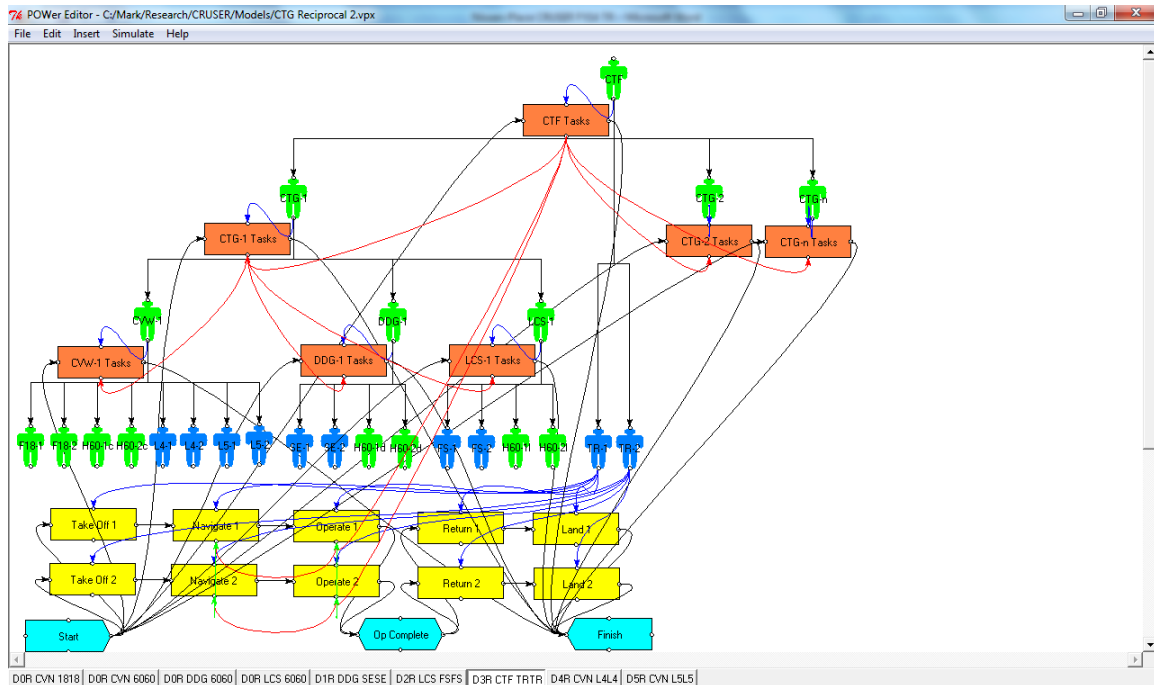 POWer Editor - C:/Mark/Research/CRUSER/Models/CTG Reciprocal 2.vpx
File Edit Insert Simulate Help
CTF
CTF Tasks
CTG-1 CTG-2 CTG-n
CTG-1 Tasks CTG-2 Tasks CTG-n Tasks
CVW-1 DDG-1 LCS-1
CVW-1 Tasks DDG-1 Tasks LCS-1 Tasks
F18-1 F18-2 H60-1c H60-2c L4-1 L4-2 L5-1 L5-2 SE-1 SE-2 H60-1d H60-2d FS-1 FS-2 H60-1l H60-2l TR-1 TR-2
Take Off 1 Navigate 1 Operate 1 Return 1 Land 1
Take Off 2 Navigate 2 Operate 2 Return 2 Land 2
Start Op Complete Finish
D0R CVN 1818 D0R CVN 6060 D0R DDG 6060 D0R LCS 6060 D1R DDG SESE D2R LCS FSFS D3R CTF TRTR D4R CVN L4L4 D5R CVN L5L5